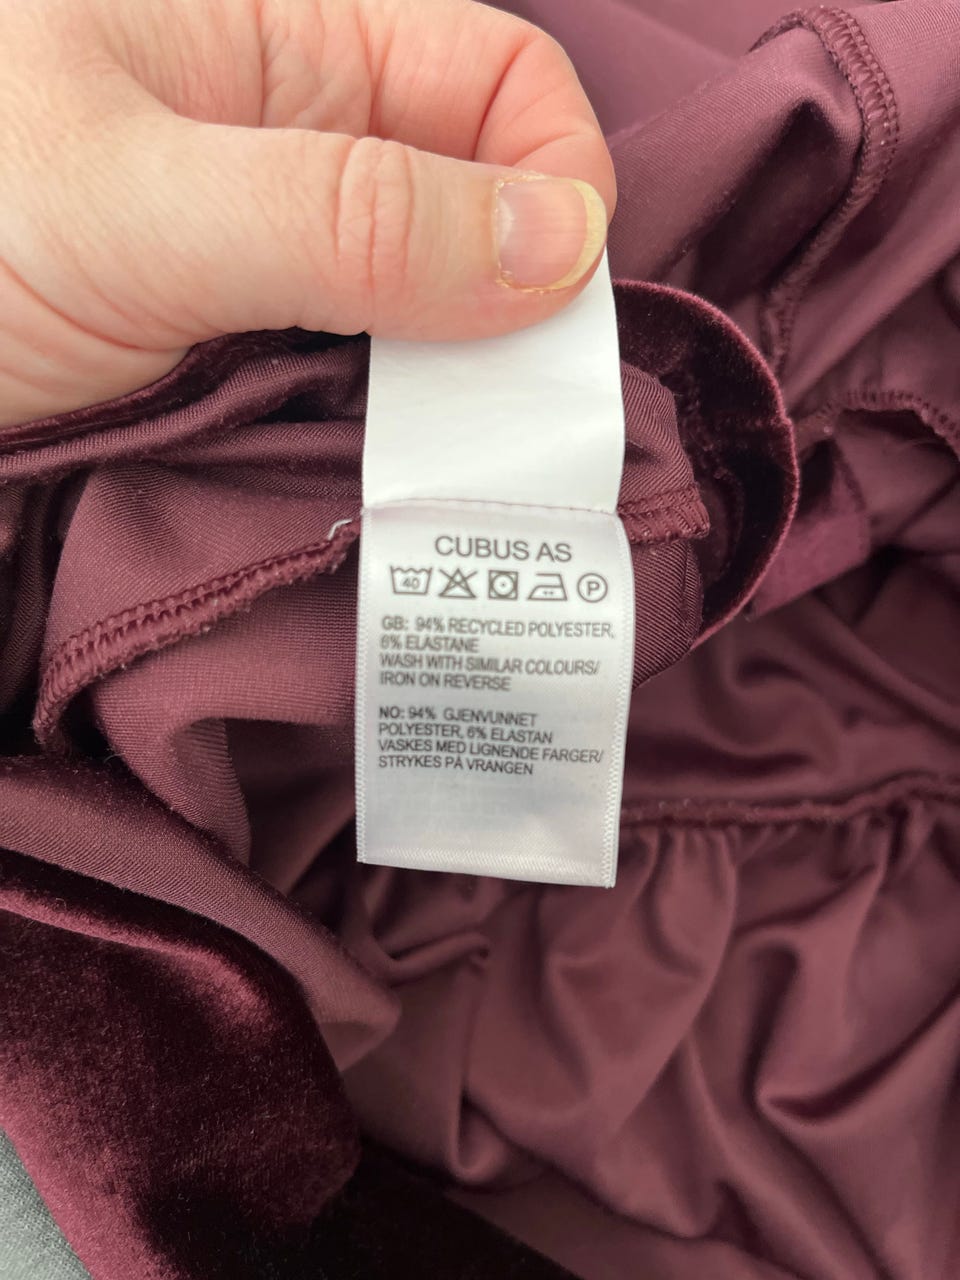 CUBUS AS
40 P
GB: 94% RECYCLED POLYESTER,
6% ELASTANE
WASH WITH SIMILAR COLOURS/
IRON ON REVERSE
NO: 94% GJENVUNNET
POLYESTER, 6% ELASTAN
VASKES MED LIGNENDE FARGER/
STRYKES PÅ VRANGEN